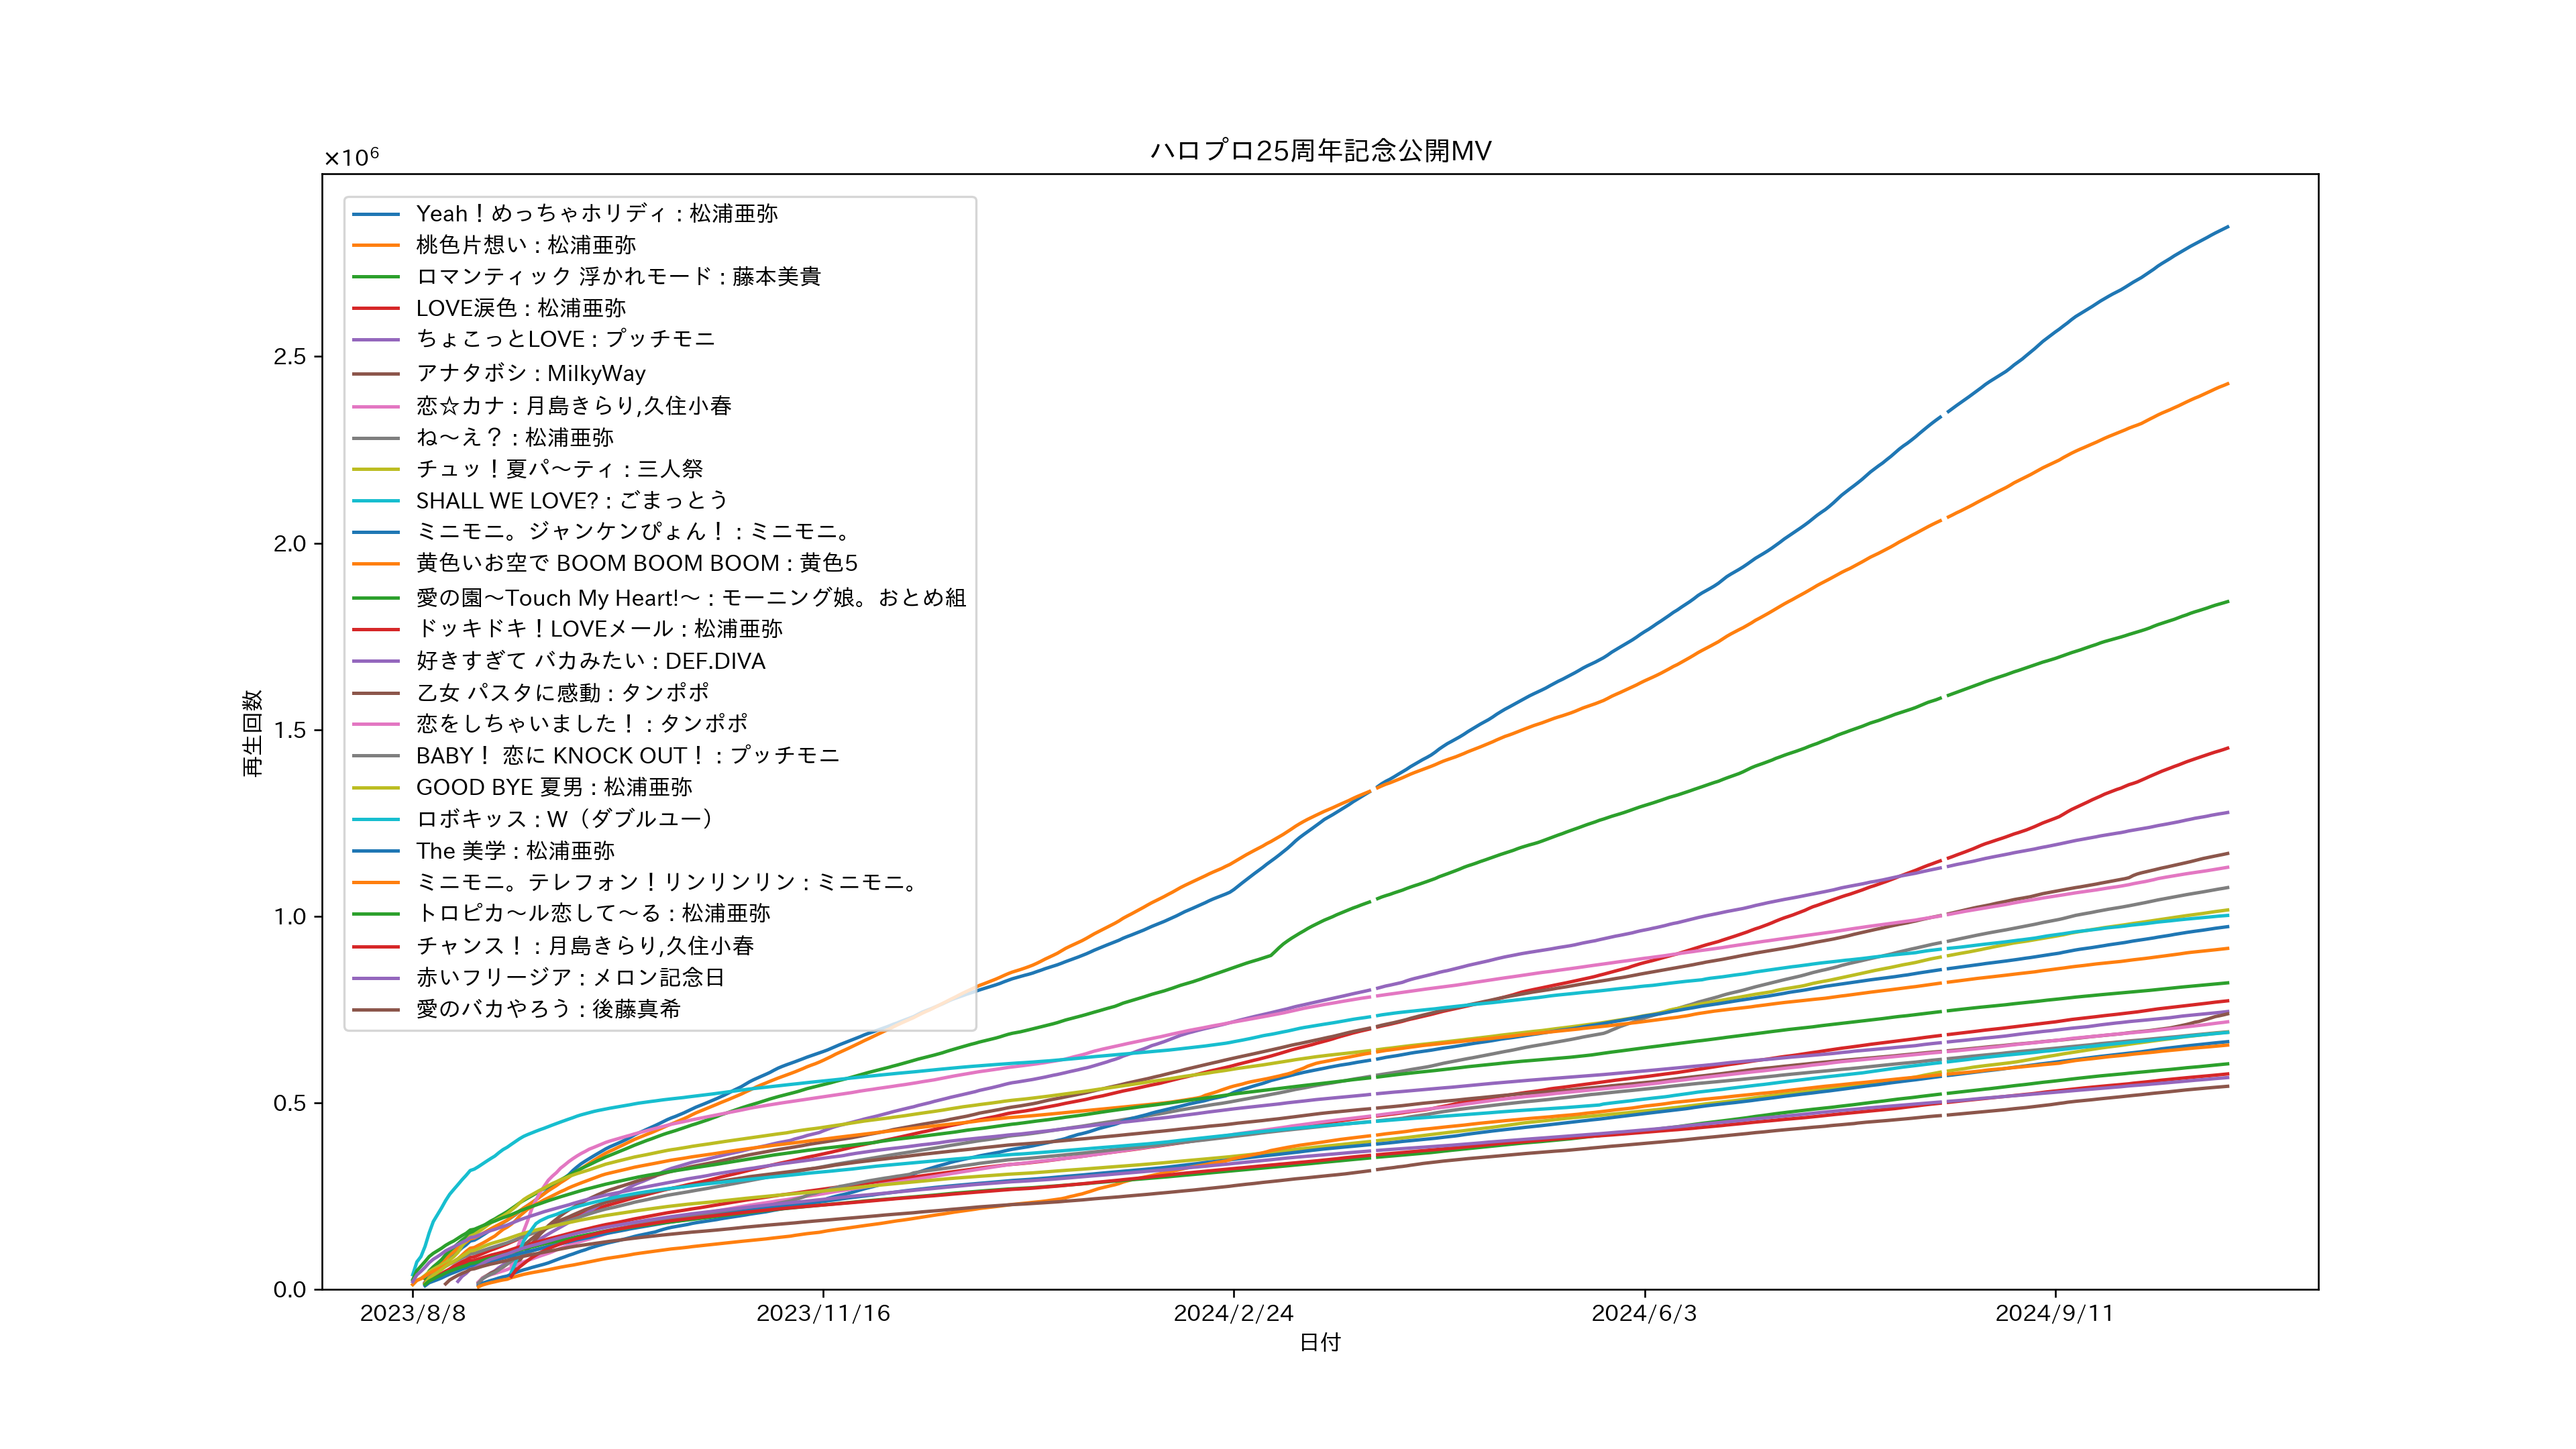 ハロプロ25周年記念公開MV
×10⁶
Yeah！めっちゃホリディ : 松浦亜弥
桃色片想い : 松浦亜弥
ロマンティック 浮かれモード : 藤本美貴
LOVE涙色 : 松浦亜弥
ちょこっとLOVE : プッチモニ
アナタボシ : MilkyWay
恋☆カナ : 月島きらり,久住小春
ね～え？ : 松浦亜弥
チュッ！夏パ～ティ : 三人祭
SHALL WE LOVE? : ごまっとう
ミニモニ。ジャンケンぴょん！ : ミニモニ。
黄色いお空で BOOM BOOM BOOM : 黄色5
愛の園～Touch My Heart!～ : モーニング娘。おとめ組
ドッキドキ！LOVEメール : 松浦亜弥
好きすぎて バカみたい : DEF.DIVA
乙女 パスタに感動 : タンポポ
恋をしちゃいました！ : タンポポ
BABY！ 恋に KNOCK OUT！ : プッチモニ
GOOD BYE 夏男 : 松浦亜弥
ロボキッス : W（ダブルユー）
The 美学 : 松浦亜弥
ミニモニ。テレフォン！リンリンリン : ミニモニ。
トロピカ～ル恋して～る : 松浦亜弥
チャンス！ : 月島きらり,久住小春
赤いフリージア : メロン記念日
愛のバカやろう : 後藤真希
2.5
2.0
1.5
1.0
0.5
0.0
再生回数
2023/8/8
2023/11/16
2024/2/24
2024/6/3
2024/9/11
日付